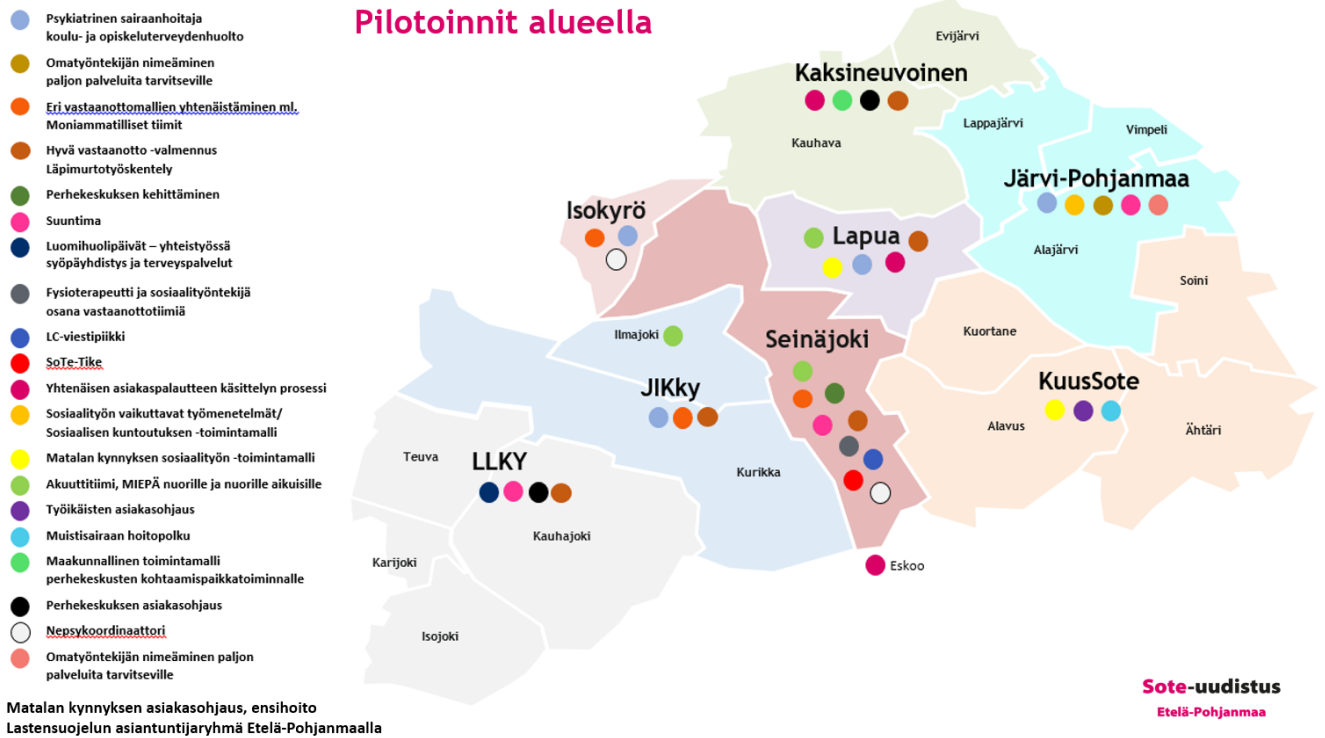 Pilotoinnit alueella
Psykiatrinen sairaanhoitaja
koulu- ja opiskeluterveydenhuolto
Omatyöntekijän nimeäminen
paljon palveluita tarvitseville
Eri vastaanottomallien yhtenäistäminen ml.
Moniammatilliset tiimit
Hyvä vastaanotto -valmennus
Läpimurtotyöskentely
Perhekeskuksen kehittäminen
Suuntima
Luomihuolipäivät – yhteistyössä
syöpäyhdistys ja terveyspalvelut
Fysioterapeutti ja sosiaalityöntekijä
osana vastaanottotiimiä
LC-viestipiikki
SoTe-Tike
Yhtenäisen asiakaspalautteen käsittelyn prosessi
Sosiaalityön vaikuttavat työmenetelmät/
Sosiaalisen kuntoutuksen -toimintamalli
Matalan kynnyksen sosiaalityön -toimintamalli
Akuuttitiimi, MIEPÄ nuorille ja nuorille aikuisille
Työikäisten asiakasohjaus
Muistisairaan hoitopolku
Maakunnallinen toimintamalli
perhekeskusten kohtaamispaikkatoiminnalle
Perhekeskuksen asiakasohjaus
Nepsykoordinaattori
Omatyöntekijän nimeäminen paljon
palveluita tarvitseville
Matalan kynnyksen asiakasohjaus, ensihoito
Lastensuojelun asiantuntijaryhmä Etelä-Pohjanmaalla
Evijärvi
Kaksineuvoinen
Kauhava
Lappajärvi
Vimpeli
Järvi-Pohjanmaa
Alajärvi
Isokyrö
Lapua
Soini
Ilmajoki
Seinäjoki
Kuortane
JIKky
KuusSote
Alavus
Ähtäri
Teuva
LLKY
Kurikka
Kauhajoki
Karijoki
Eskoo
Isojoki
Sote-uudistus
Etelä-Pohjanmaa